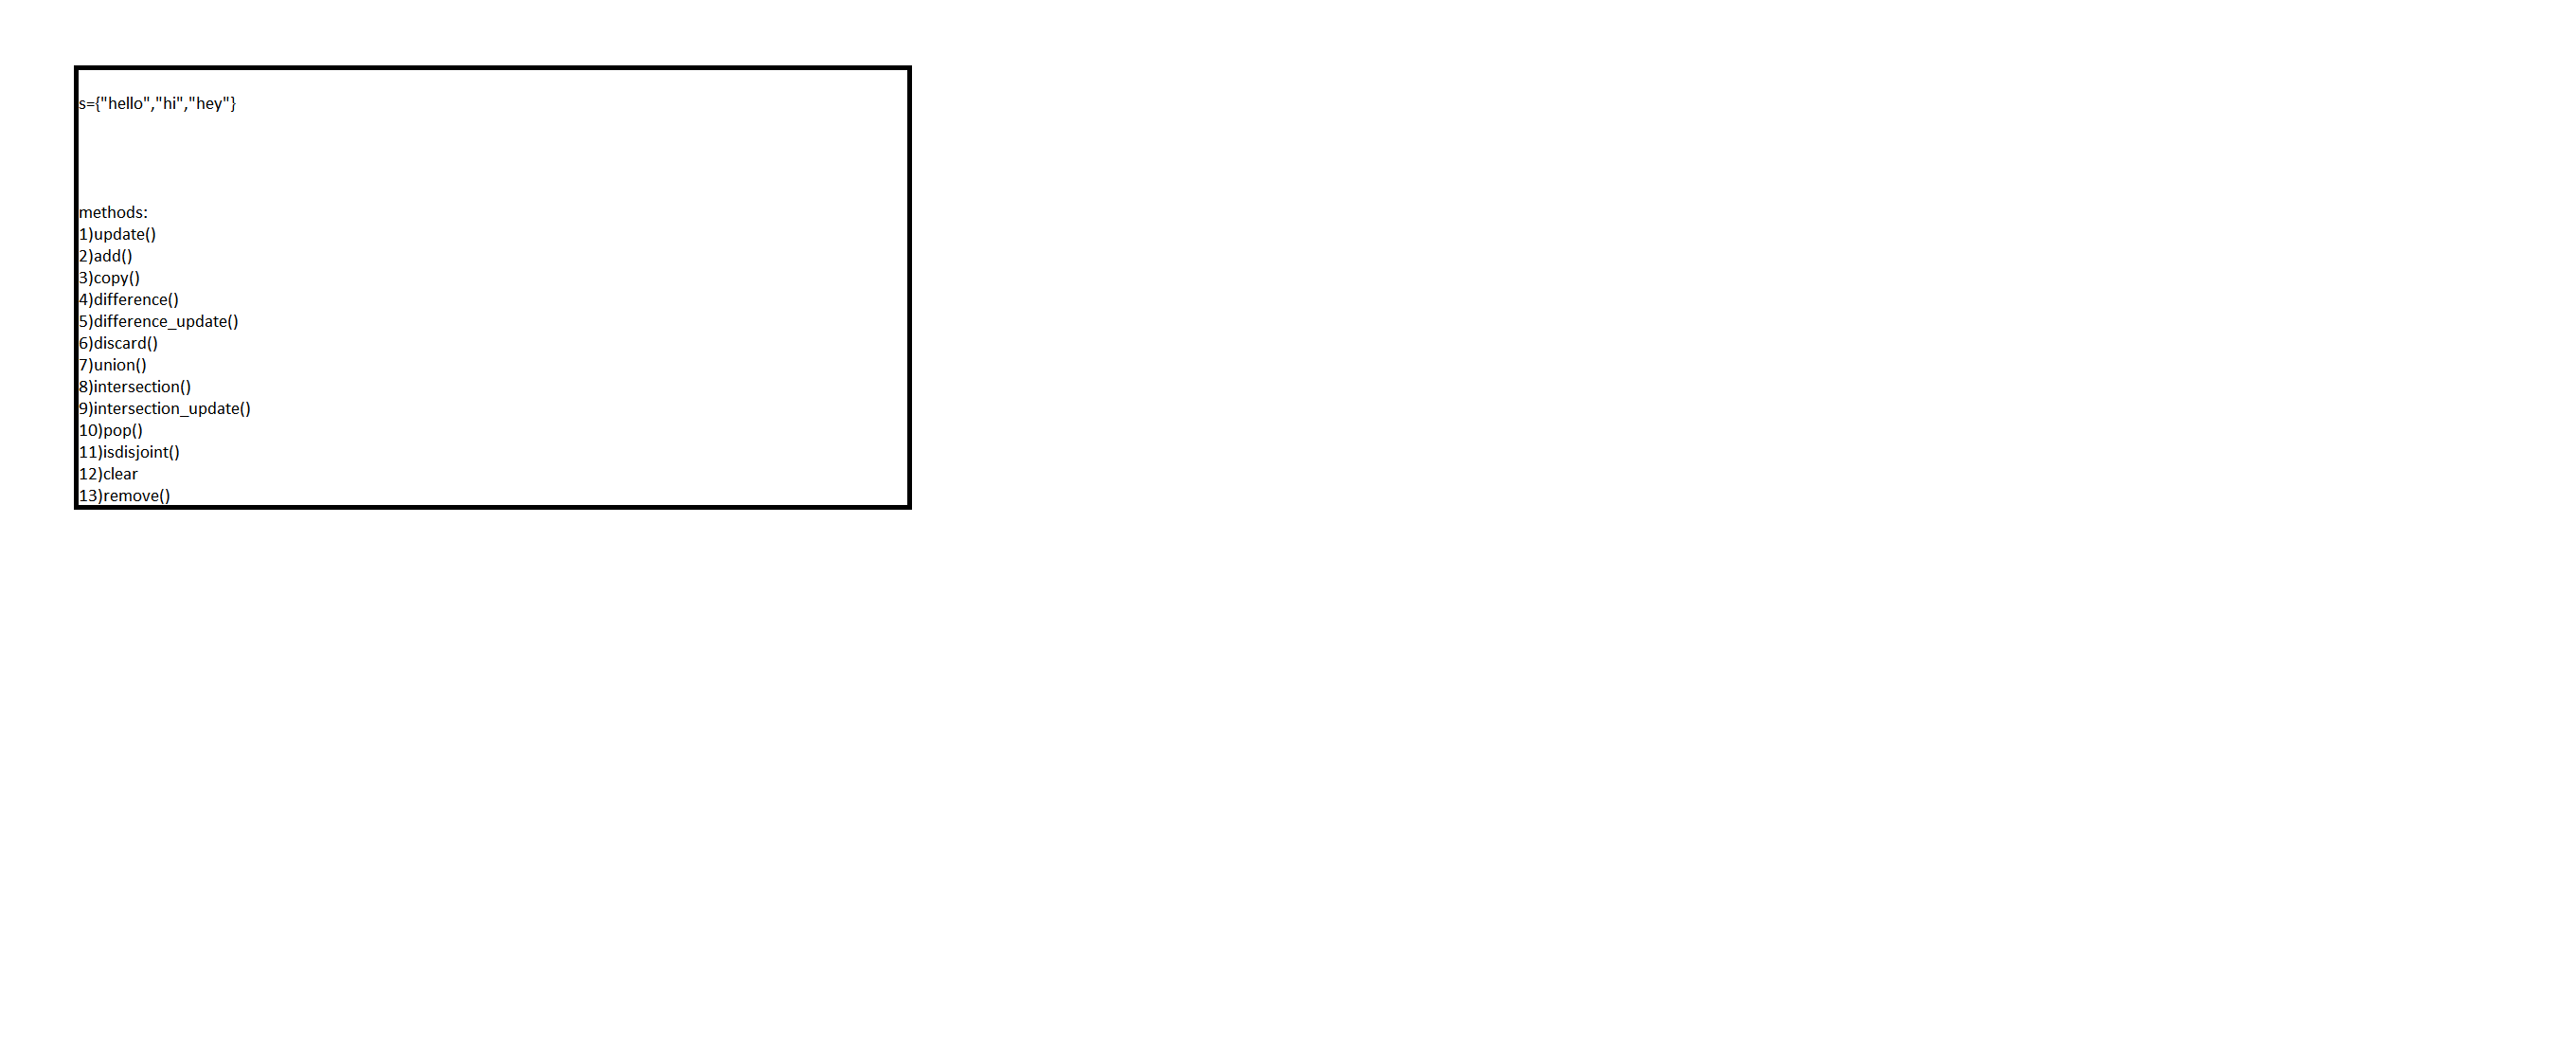 s={"hello","hi","hey"}
methods:
1)update()
2)add()
3)copy()
4)difference()
5)difference_update()
6)discard()
7)union()
8)intersection()
9)intersection_update()
10)pop()
11)isdisjoint()
12)clear
13)remove()